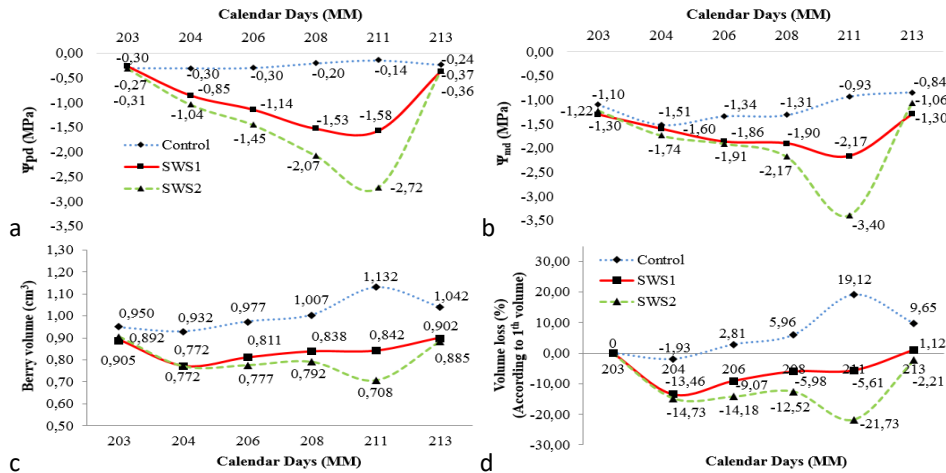 Calendar Days (MM)
203 204 206 208 211 213
0,00
-0,50
-1,00
-1,50
-2,00
-2,50
-3,00
-3,50
Ψpd (MPa)
-0,30 -0,30 -0,30 -0,20 -0,14 -0,24
-0,27 -0,85 -1,14 -1,53 -1,58 -0,37
-0,31 -1,04 -1,45 -2,07 -2,72 -0,36
Control
SWS1
SWS2
a
Calendar Days (MM)
203 204 206 208 211 213
0,00
-0,50
-1,00
-1,50
-2,00
-2,50
-3,00
-3,50
Ψmd (MPa)
-1,10 -1,51 -1,34 -1,31 -0,93 -0,84
-1,30 -1,60 -1,86 -1,90 -2,17 -1,30
-1,22 -1,74 -1,91 -2,17 -3,40 -1,06
b
1,30
1,20
1,10
1,00
0,90
0,80
0,70
0,60
0,50
Berry volume (cm³)
0,950 0,932 0,977 1,007 1,132 1,042
0,892 0,772 0,811 0,838 0,842 0,902
0,905 0,772 0,777 0,792 0,708 0,885
203 204 206 208 211 213
Calendar Days (MM)
c
30,00
20,00
10,00
0,00
-10,00
-20,00
-30,00
Volume loss (%)
(According to 1th volume)
Control
SWS1
SWS2
0 -1,93 2,81 5,96 19,12 9,65
-13,46 -9,07 -5,98 -5,61 1,12
-14,73 -14,18 -12,52 -21,73 -2,21
203 204 206 208 211 213
Calendar Days (MM)
d